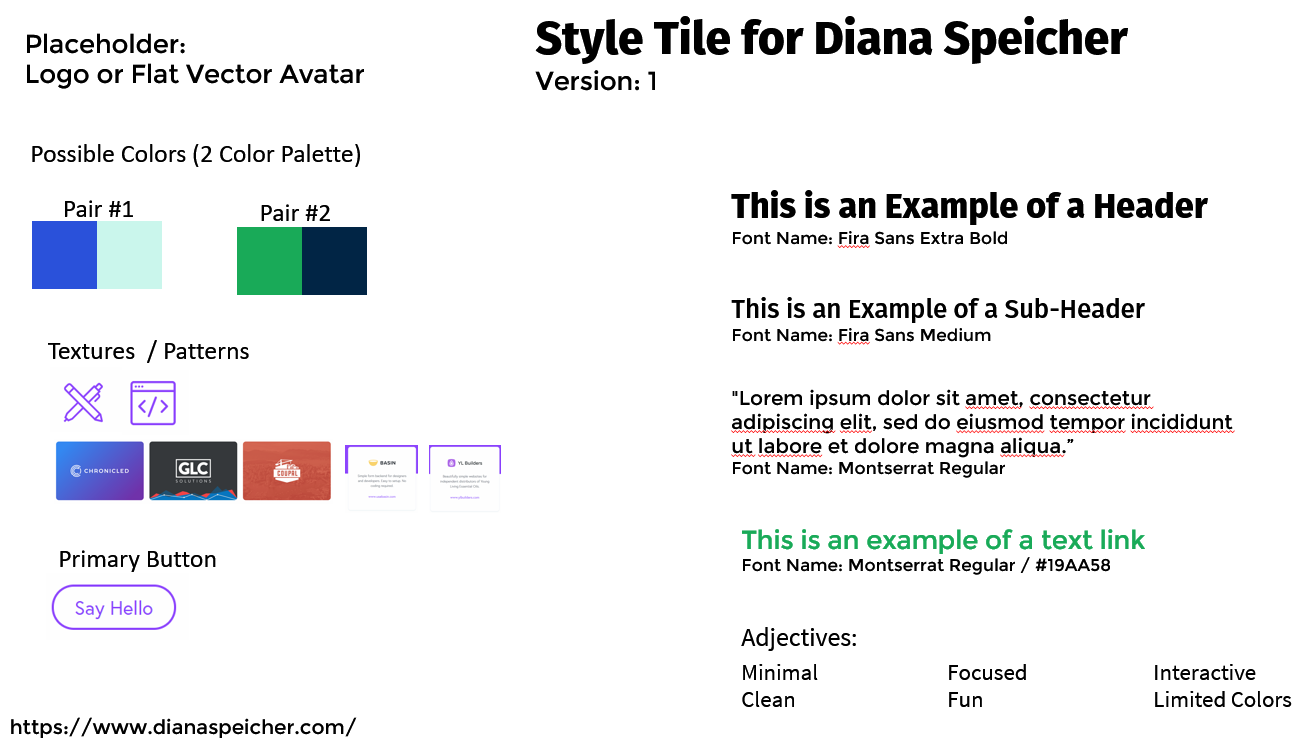 Placeholder:
Logo or Flat Vector Avatar
Style Tile for Diana Speicher
Version: 1
Possible Colors (2 Color Palette)
Pair #1
Pair #2
Textures / Patterns
</>
CHRONICLED
GLC
SOLUTIONS
BASIN
YL Builders
Primary Button
Say Hello
https://www.dianaspeicher.com/
This is an Example of a Header
Font Name: Fira Sans Extra Bold
This is an Example of a Sub-Header
Font Name: Fira Sans Medium
"Lorem ipsum dolor sit amet, consectetur
adipiscing elit, sed do eiusmod tempor incididunt
ut labore et dolore magna aliqua.”
Font Name: Montserrat Regular
This is an example of a text link
Font Name: Montserrat Regular / #19AA58
Adjectives:
Minimal Focused Interactive
Clean Fun Limited Colors